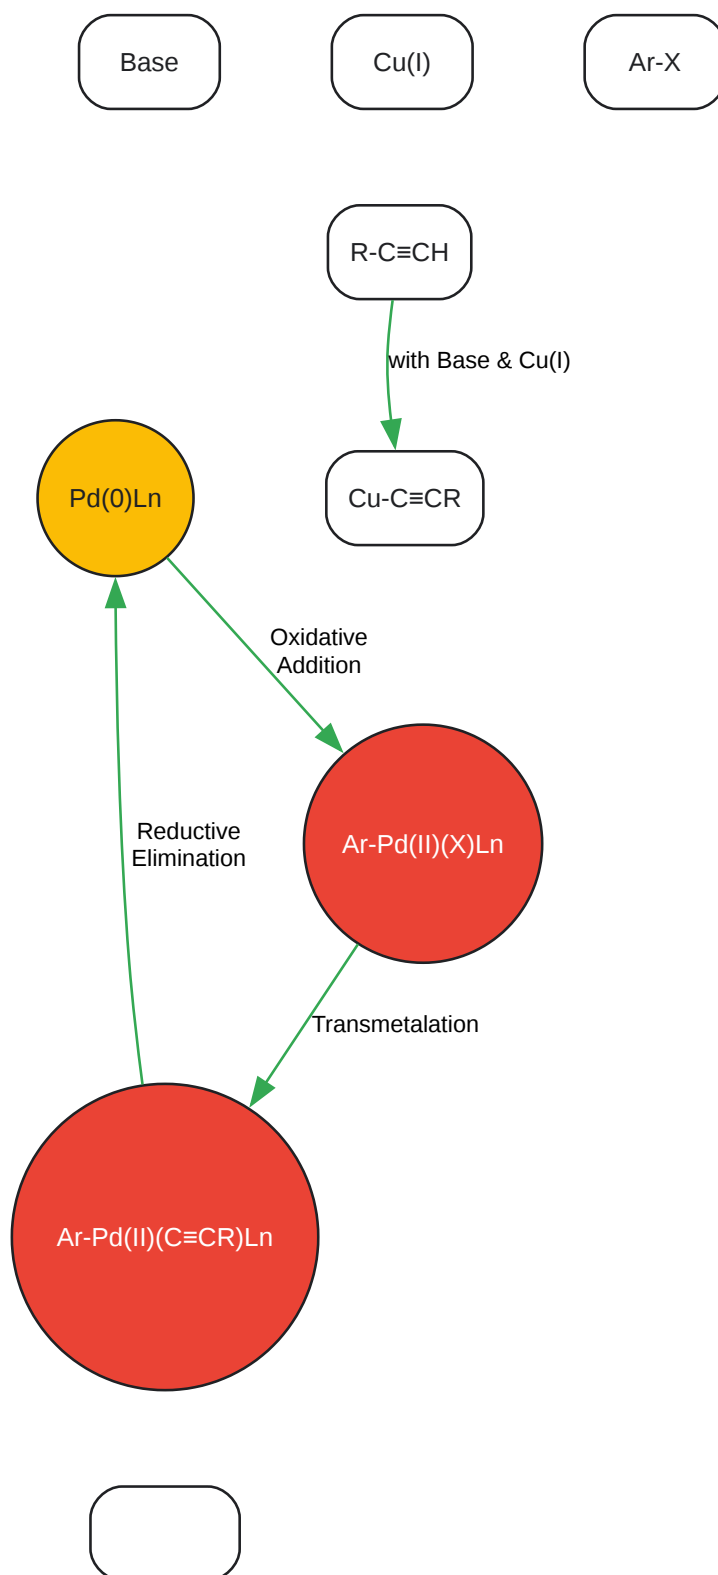 Base
Cu(I)
Ar-X
R-C≡CH
with Base & Cu(I)
Cu-C≡CR
Pd(0)Ln
Oxidative
Addition
Ar-Pd(II)(X)Ln
Reductive
Elimination
Transmetalation
Ar-Pd(II)(C≡CR)Ln